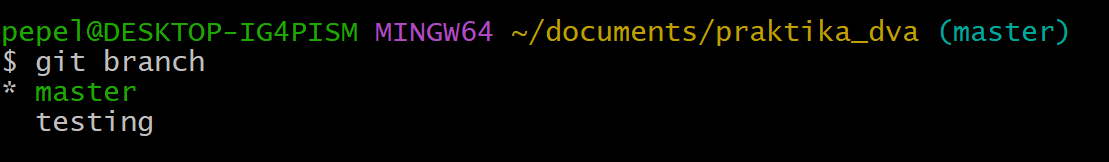 pepel@DESKTOP-IG4PISM MINGW64 ~/documents/praktika_dva (master)
$ git branch
* master
  testing